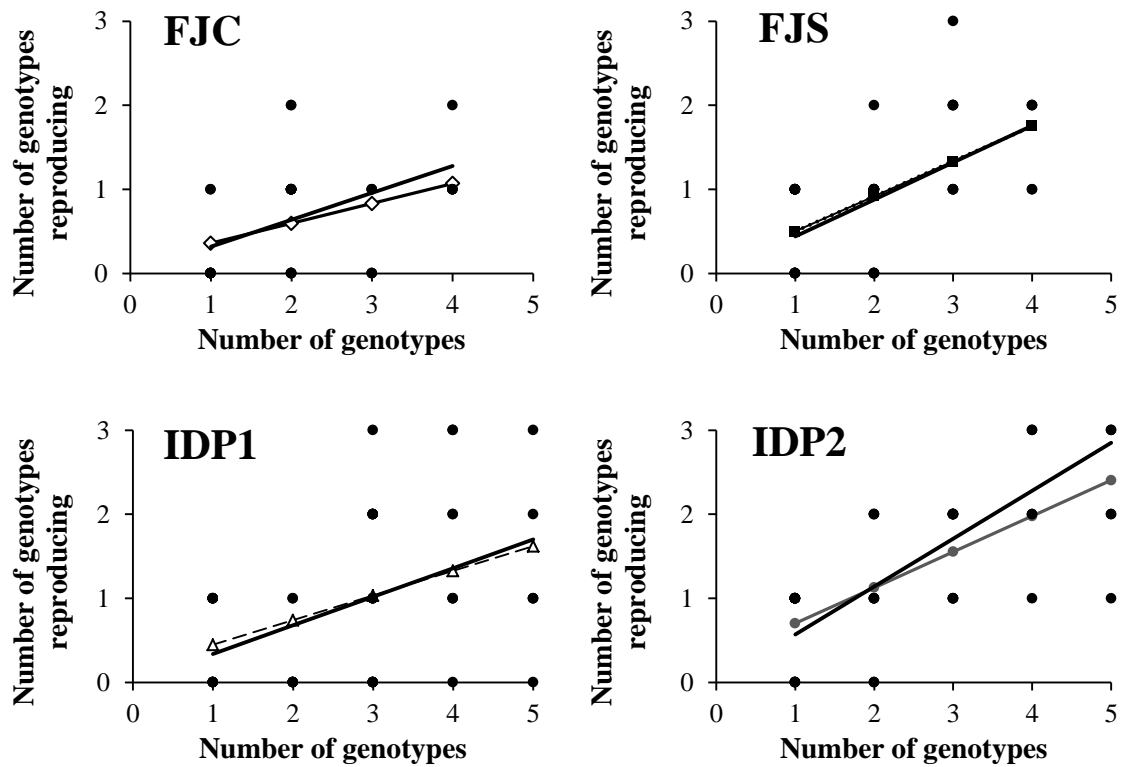 FJC
Number of genotypes
reproducing
3
2
1
0
0 1 2 3 4 5
Number of genotypes
FJS
Number of genotypes
reproducing
3
2
1
0
0 1 2 3 4 5
Number of genotypes
IDP1
Number of genotypes
reproducing
3
2
1
0
0 1 2 3 4 5
Number of genotypes
IDP2
Number of genotypes
reproducing
3
2
1
0
0 1 2 3 4 5
Number of genotypes